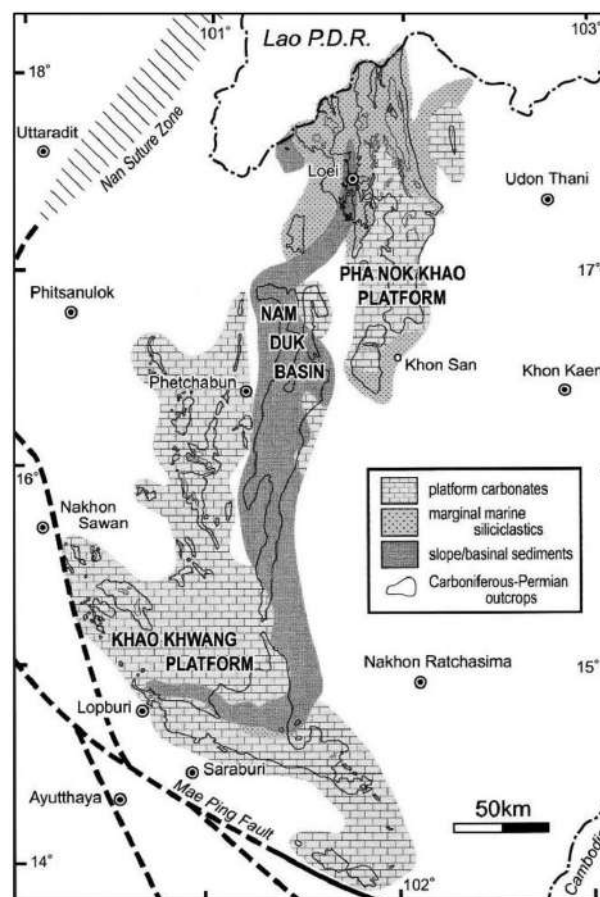 101°
103°
Lao P.D.R.
18°
Uttaradit
Nan Suture Zone
Loei
Udon Thani
17°
PHA NOK KHAO
PLATFORM
Phitsanulok
NAM
DUK
BASIN
Khon San
Phetchabun
Khon Kaen
16°
platform carbonates
Nakhon
Sawan
marginal marine
siliciclastics
slope/basinal sediments
Carboniferous-Permian
outcrops
KHAO KHWANG
PLATFORM
Nakhon Ratchasima
15°
Lopburi
Saraburi
Mae Ping Fault
Ayutthaya
50km
14°
102°
Cambodia